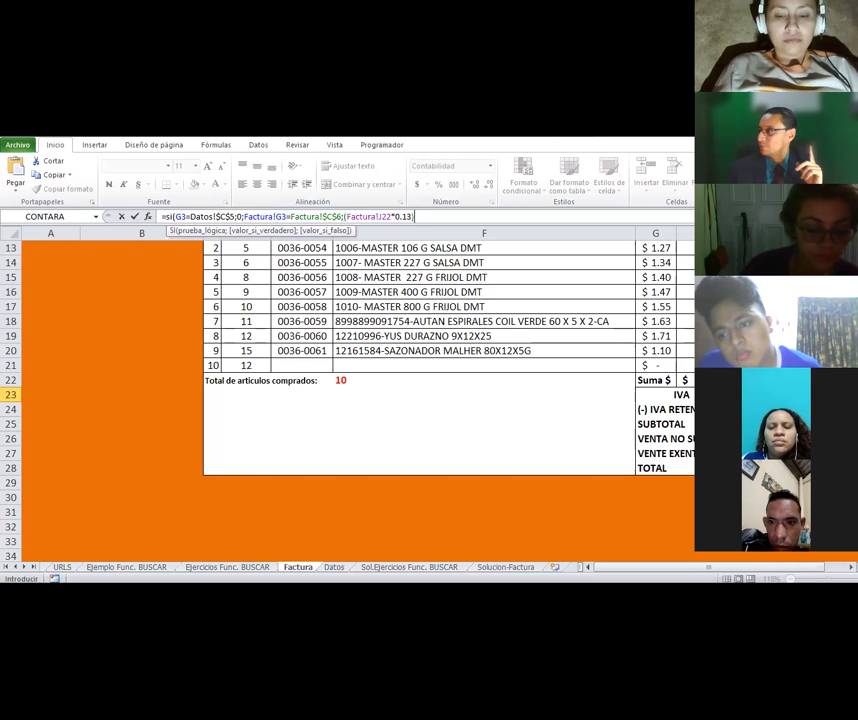 Archivo Inicio Insertar Diseño de página Fórmulas Datos Revisar Vista Programador
Cortar
Copiar
Copiar formato
Pegar
11
N K S
Ajustar texto
Combinar y centrar
Contabilidad
$ % 000
Formato condicional
Dar formato como tabla
Estilos de celda
Insertar Eliminar
Portapapeles Fuente Alineación Número Estilos
CONTARA =si(G3=Datos!$C$5;0;Factura!G3=Factura!$C$6;(Factura!J22*0.13)
SI(prueba_lógica; [valor_si_verdadero]; [valor_si_falso])
A B F G
13 2 5 0036-0054 1006-MASTER 106 G SALSA DMT $ 1.27
14 3 6 0036-0055 1007- MASTER 227 G SALSA DMT $ 1.34
15 4 8 0036-0056 1008- MASTER 227 G FRIJOL DMT $ 1.40
16 5 9 0036-0057 1009-MASTER 400 G FRIJOL DMT $ 1.47
17 6 10 0036-0058 1010- MASTER 800 G FRIJOL DMT $ 1.55
18 7 11 0036-0059 8998899091754-AUTAN ESPIRALES COIL VERDE 60 X 5 X 2-CA $ 1.63
19 8 12 0036-0060 12210996-YUS DURAZNO 9X12X25 $ 1.71
20 9 15 0036-0061 12161584-SAZONADOR MALHER 80X12X5G $ 1.10
21 10 12 $ -
22 Total de articulos comprados: 10 Suma $ $
23 IVA
24 (-) IVA RETEN
25 SUBTOTAL
26 VENTA NO SU
27 VENTE EXENT
28 TOTAL
29
30
31
32
33
34
URLS Ejemplo Func. BUSCAR Ejercicios Func. BUSCAR Factura Datos Sol.Ejercicios Func. BUSCAR Solucion-Factura
Introducir 115%